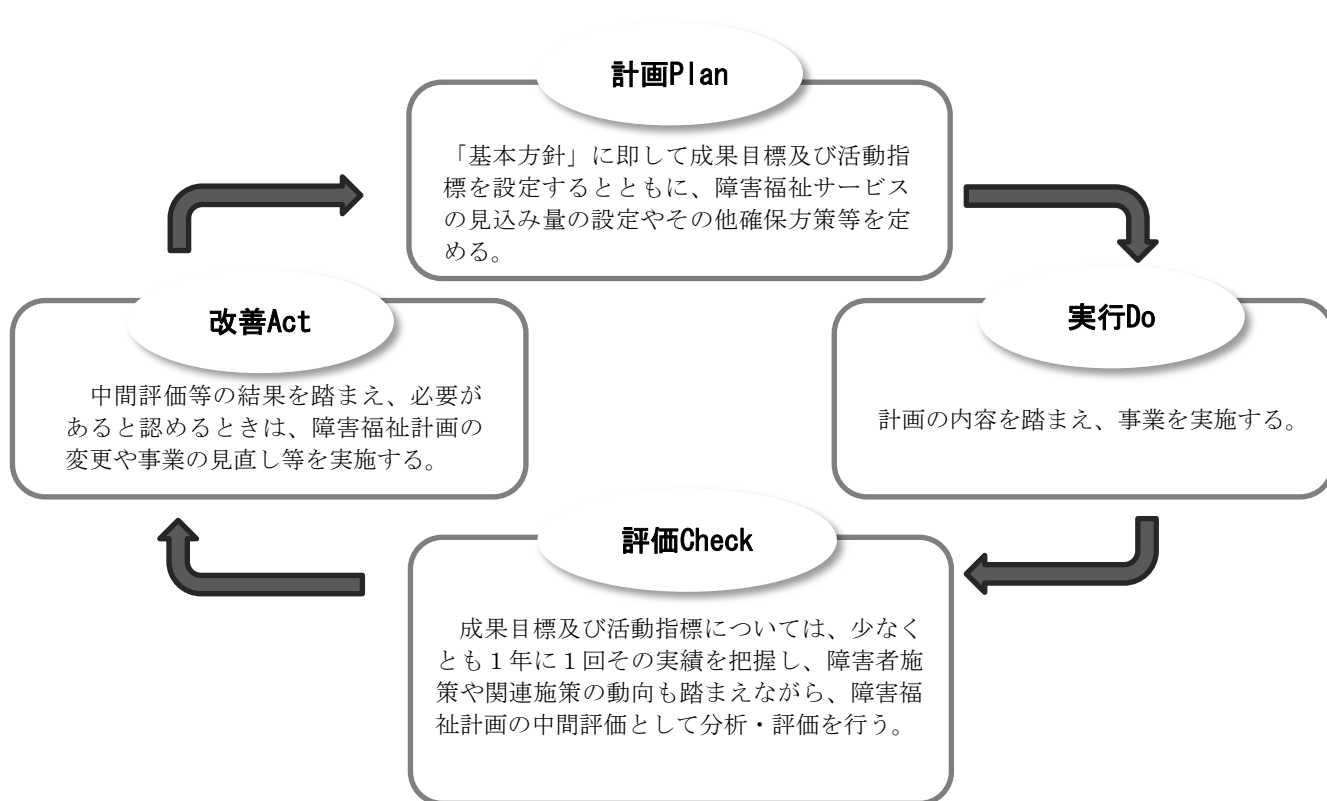 計画Plan
「基本方針」に即して成果目標及び活動指
標を設定するとともに、障害福祉サービス
の見込み量の設定やその他確保方策等を定
める。
改善Act
中間評価等の結果を踏まえ、必要が
あると認めるときは、障害福祉計画の
変更や事業の見直し等を実施する。
実行Do
計画の内容を踏まえ、事業を実施する。
評価Check
成果目標及び活動指標については、少なく
とも１年に１回その実績を把握し、障害者施
策や関連施策の動向も踏まえながら、障害福
祉計画の中間評価として分析・評価を行う。